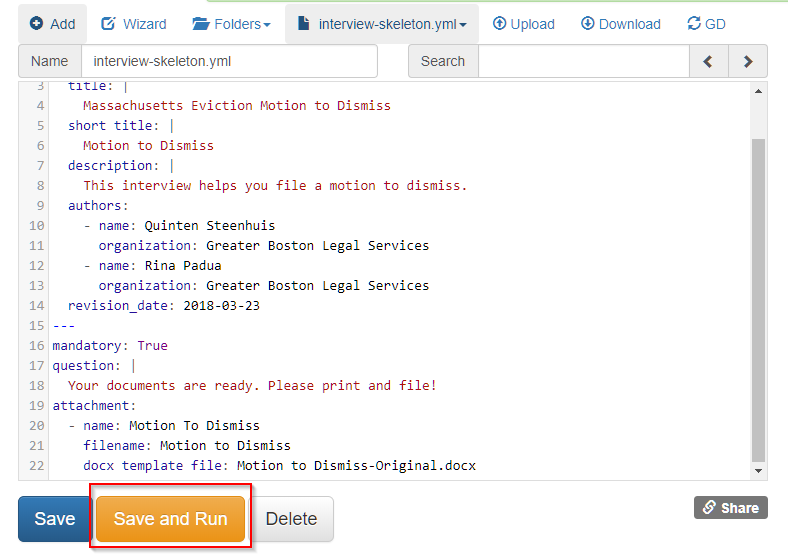 Add Wizard Folders interview-skeleton.yml Upload Download GD
Name interview-skeleton.yml Search
3 title: |
4 Massachusetts Eviction Motion to Dismiss
5 short title: |
6 Motion to Dismiss
7 description: |
8 This interview helps you file a motion to dismiss.
9 authors:
10 - name: Quinten Steenhuis
11 organization: Greater Boston Legal Services
12 - name: Rina Padua
13 organization: Greater Boston Legal Services
14 revision_date: 2018-03-23
15 ---
16 mandatory: True
17 question: |
18 Your documents are ready. Please print and file!
19 attachment:
20 - name: Motion To Dismiss
21 filename: Motion to Dismiss
22 docx template file: Motion to Dismiss-Original.docx
Save Save and Run Delete Share